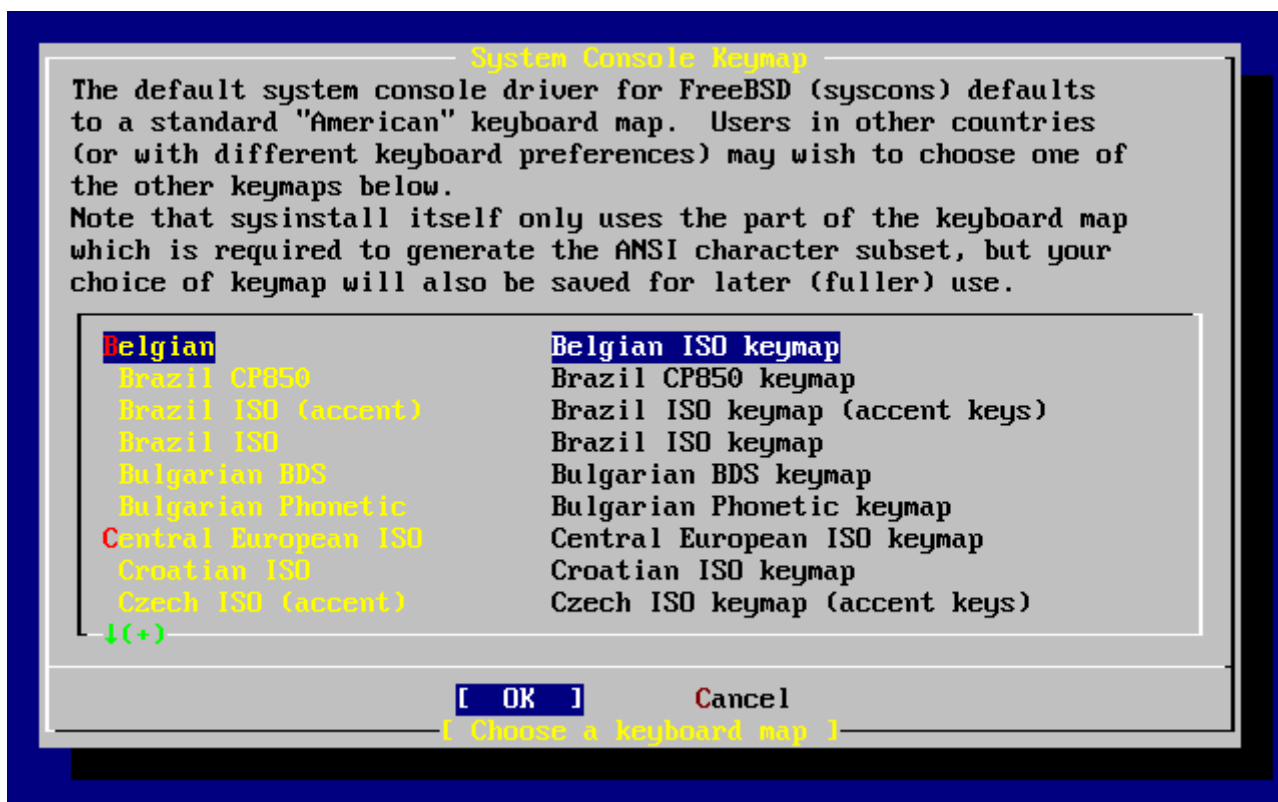 System Console Keymap
The default system console driver for FreeBSD (syscons) defaults
to a standard "American" keyboard map.  Users in other countries
(or with different keyboard preferences) may wish to choose one of
the other keymaps below.
Note that sysinstall itself only uses the part of the keyboard map
which is required to generate the ANSI character subset, but your
choice of keymap will also be saved for later (fuller) use.
Belgian Belgian ISO keymap
Brazil CP850 Brazil CP850 keymap
Brazil ISO (accent) Brazil ISO keymap (accent keys)
Brazil ISO Brazil ISO keymap
Bulgarian BDS Bulgarian BDS keymap
Bulgarian Phonetic Bulgarian Phonetic keymap
Central European ISO Central European ISO keymap
Croatian ISO Croatian ISO keymap
Czech ISO (accent) Czech ISO keymap (accent keys)
↓(+)
[ OK ] Cancel
[ Choose a keyboard map ]